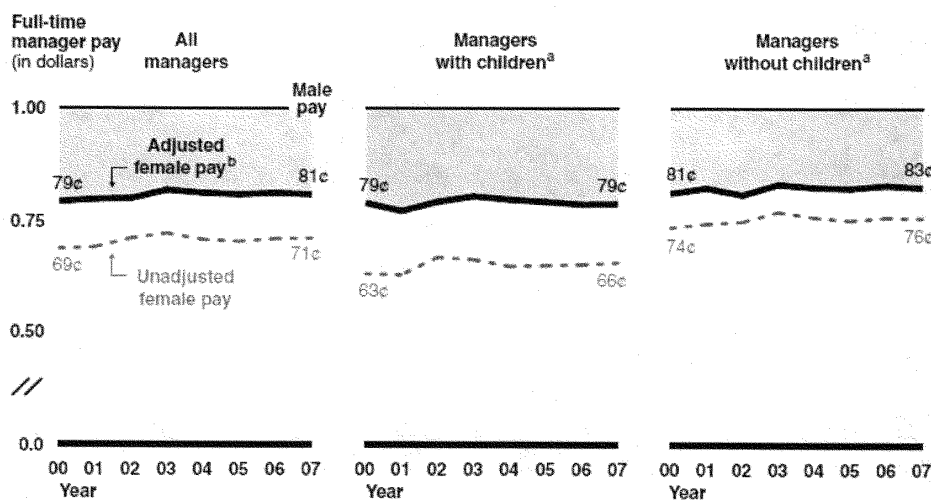 Full-time
manager pay
(in dollars)
All
managers
Managers
with children^a
Managers
without children^a
1.00
0.75
0.50
0.0
Male
pay
Adjusted
female pay^b
79¢
81¢
69¢
71¢
Unadjusted
female pay
00 01 02 03 04 05 06 07
Year
79¢
79¢
63¢
66¢
00 01 02 03 04 05 06 07
Year
81¢
83¢
74¢
76¢
00 01 02 03 04 05 06 07
Year